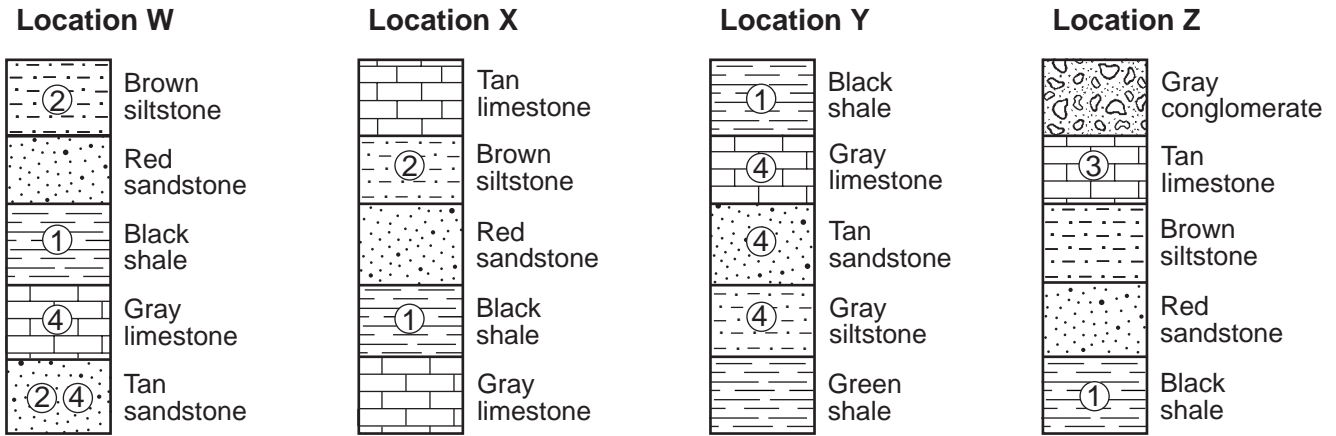 Location W
2
Brown
siltstone
Red
sandstone
1
Black
shale
4
Gray
limestone
2 4
Tan
sandstone
Location X
Tan
limestone
2
Brown
siltstone
Red
sandstone
1
Black
shale
Gray
limestone
Location Y
1
Black
shale
4
Gray
limestone
4
Tan
sandstone
4
Gray
siltstone
Green
shale
Location Z
Gray
conglomerate
3
Tan
limestone
Brown
siltstone
Red
sandstone
1
Black
shale